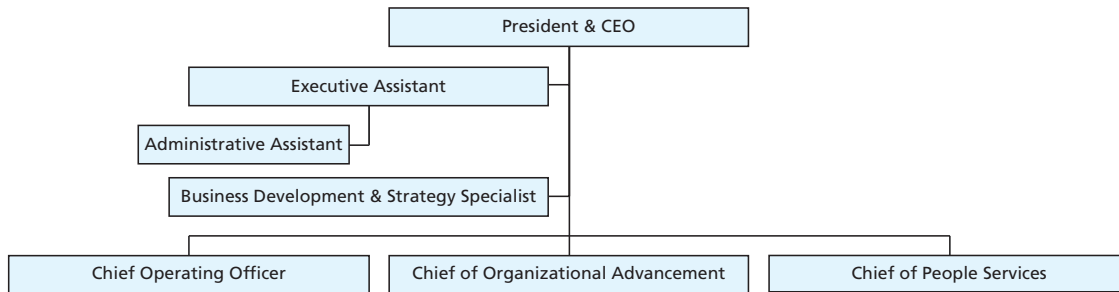 President & CEO
Executive Assistant
Administrative Assistant
Business Development & Strategy Specialist
Chief Operating Officer
Chief of Organizational Advancement
Chief of People Services